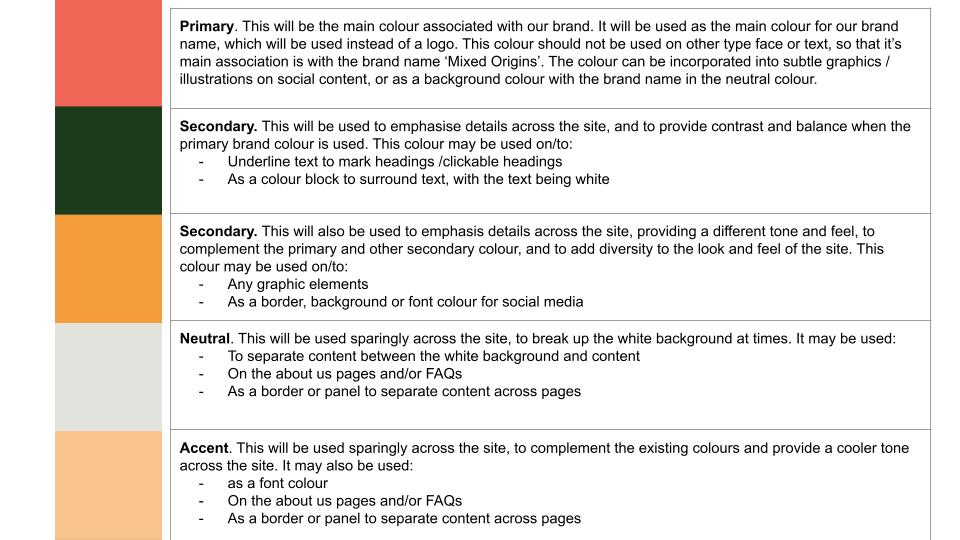 Primary. This will be the main colour associated with our brand. It will be used as the main colour for our brand
name, which will be used instead of a logo. This colour should not be used on other type face or text, so that it's
main association is with the brand name 'Mixed Origins'. The colour can be incorporated into subtle graphics /
illustrations on social content, or as a background colour with the brand name in the neutral colour.
Secondary. This will be used to emphasise details across the site, and to provide contrast and balance when the
primary brand colour is used. This colour may be used on/to:
- Underline text to mark headings /clickable headings
- As a colour block to surround text, with the text being white
Secondary. This will also be used to emphasis details across the site, providing a different tone and feel, to
complement the primary and other secondary colour, and to add diversity to the look and feel of the site. This
colour may be used on/to:
- Any graphic elements
- As a border, background or font colour for social media
Neutral. This will be used sparingly across the site, to break up the white background at times. It may be used:
- To separate content between the white background and content
- On the about us pages and/or FAQs
- As a border or panel to separate content across pages
Accent. This will be used sparingly across the site, to complement the existing colours and provide a cooler tone
across the site. It may also be used:
- as a font colour
- On the about us pages and/or FAQs
- As a border or panel to separate content across pages